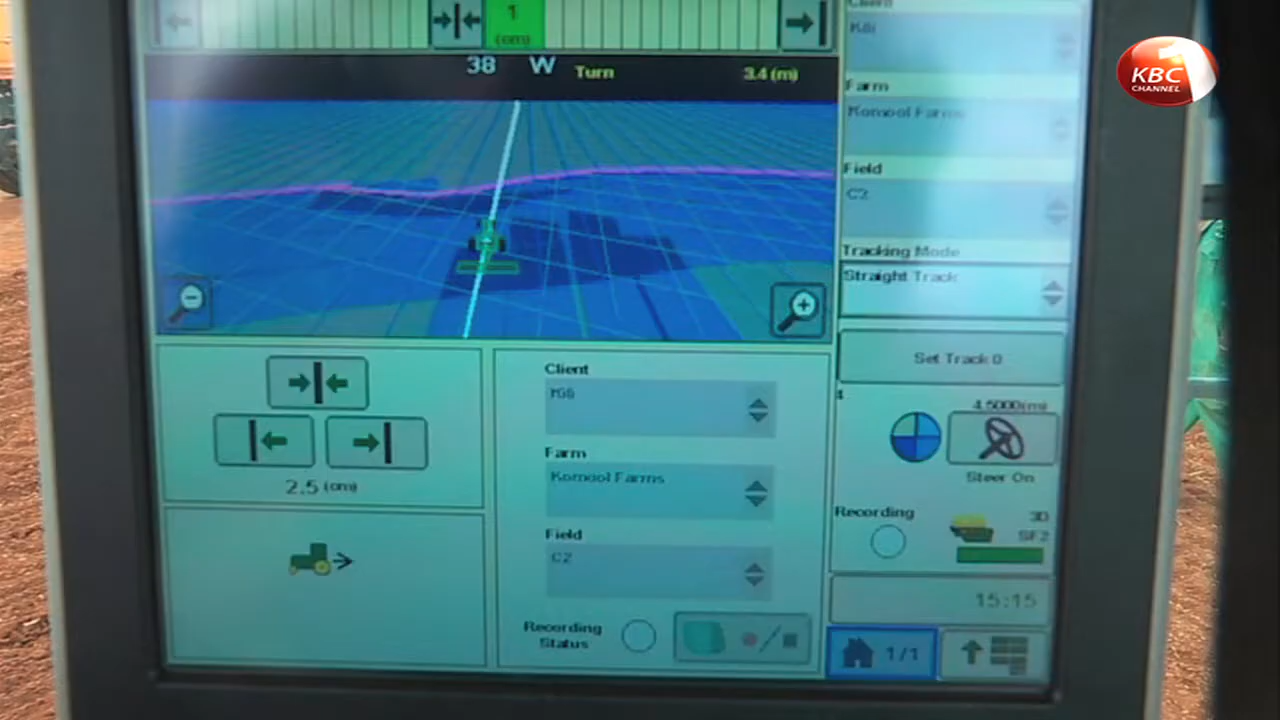 1
(cm)
38 W Turn 3.4 (m)
Client
Farm
Komool Farms
Field
C2
Tracking Mode
Straight Track
Set Track 0
4
4.5000(m)
Steer On
Recording
3D
SF2
15:15
1/1
2.5 (cm)
Client
Farm
Komool Farms
Field
C2
Recording
Status
KBC 1
CHANNEL